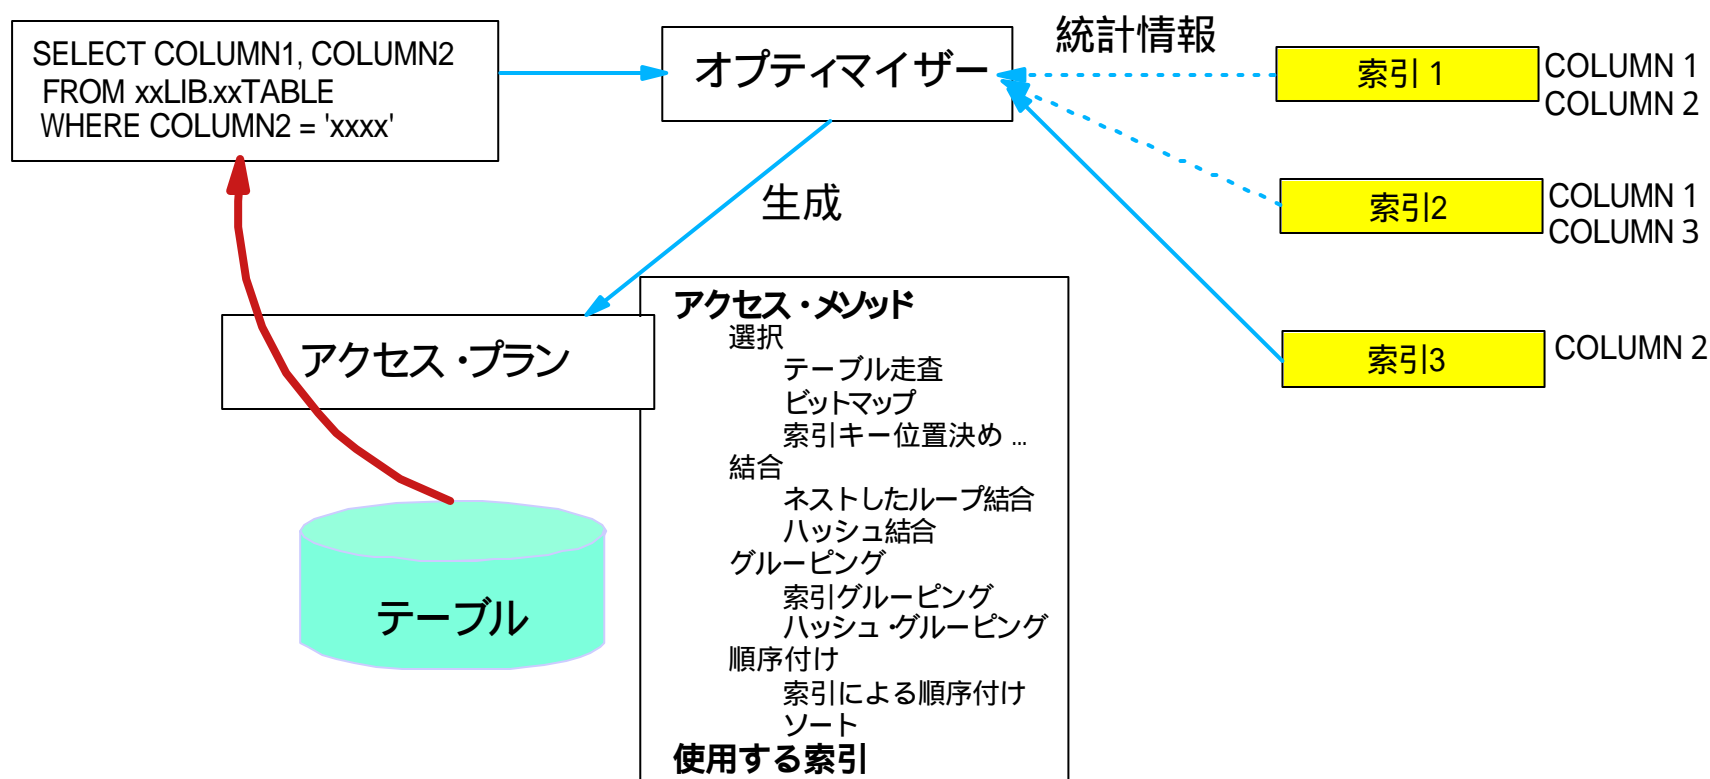 SELECT COLUMN1, COLUMN2
FROM xxLIB.xxTABLE
WHERE COLUMN2 = 'xxxx'
オプティマイザー
統計情報
索引 1
COLUMN 1
COLUMN 2
索引2
COLUMN 1
COLUMN 3
索引3
COLUMN 2
生成
アクセス・プラン
アクセス・メソッド
選択
テーブル走査
ビットマップ
索引キー位置決め ...
結合
ネストしたループ結合
ハッシュ結合
グルーピング
索引グルーピング
ハッシュ・グルーピング
順序付け
索引による順序付け
ソート
使用する索引
テーブル